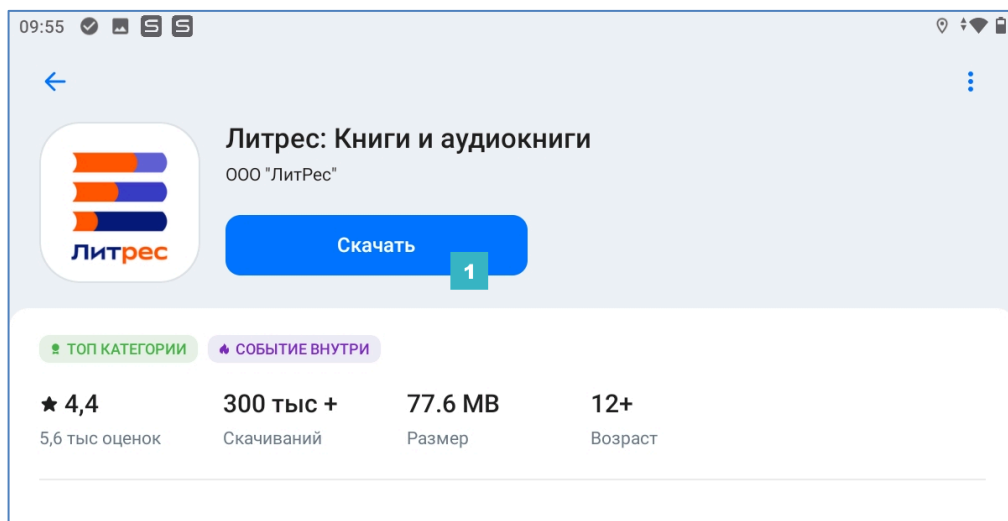 09:55
Литрес: Книги и аудиокниги
ООО "ЛитРес"
Литрес
Скачать
1
ТОП КАТЕГОРИИ СОБЫТИЕ ВНУТРИ
4,4 300 тыс + 77.6 MB 12+
5,6 тыс оценок Скачиваний Размер Возраст